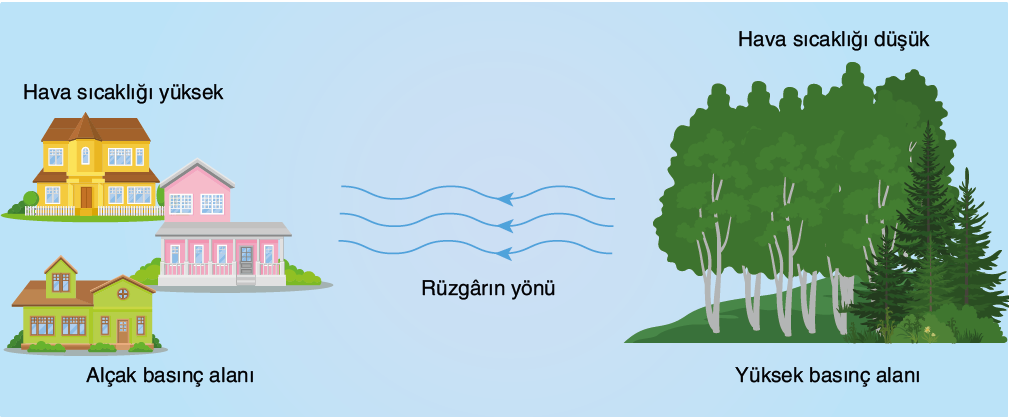 Hava sıcaklığı düşük
Hava sıcaklığı yüksek
Rüzgârın yönü
Alçak basınç alanı
Yüksek basınç alanı